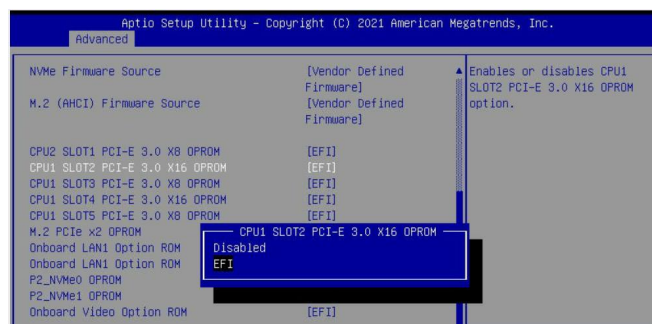 Aptio Setup Utility – Copyright (C) 2021 American Megatrends, Inc.
Advanced
NVMe Firmware Source [Vendor Defined Firmware]
M.2 (AHCI) Firmware Source [Vendor Defined Firmware]
CPU2 SLOT1 PCI-E 3.0 X8 OPROM [EFI]
CPU1 SLOT2 PCI-E 3.0 X16 OPROM [EFI]
CPU1 SLOT3 PCI-E 3.0 X8 OPROM [EFI]
CPU1 SLOT4 PCI-E 3.0 X16 OPROM [EFI]
CPU1 SLOT5 PCI-E 3.0 X8 OPROM [EFI]
M.2 PCIe x2 OPROM
Onboard LAN1 Option ROM
Onboard LAN1 Option ROM
P2_NVMe0 OPROM
P2_NVMe1 OPROM
Onboard Video Option ROM [EFI]
CPU1 SLOT2 PCI-E 3.0 X16 OPROM
Disabled
EFI
Enables or disables CPU1
SLOT2 PCI-E 3.0 X16 OPROM
option.